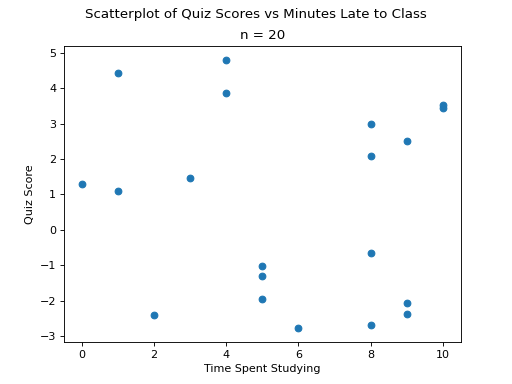 Scatterplot of Quiz Scores vs Minutes Late to Class
n = 20
5
4
3
2
1
0
−1
−2
−3
Quiz Score
0 2 4 6 8 10
Time Spent Studying